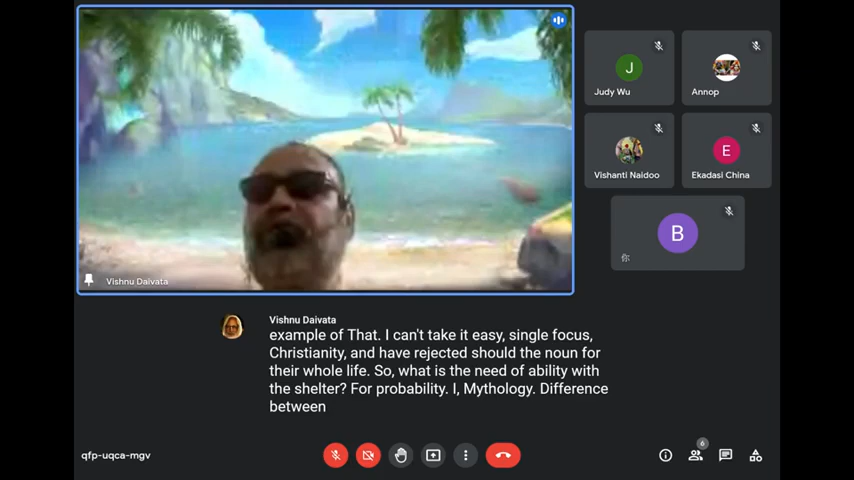 J
Judy Wu
Annop
Vishanti Naidoo
E
Ekadasi China
B
你
Vishnu Daivata
Vishnu Daivata
example of That. I can't take it easy, single focus,
Christianity, and have rejected should the noun for
their whole life. So, what is the need of ability with
the shelter? For probability. I, Mythology. Difference
between
qfp-uqca-mgv
6